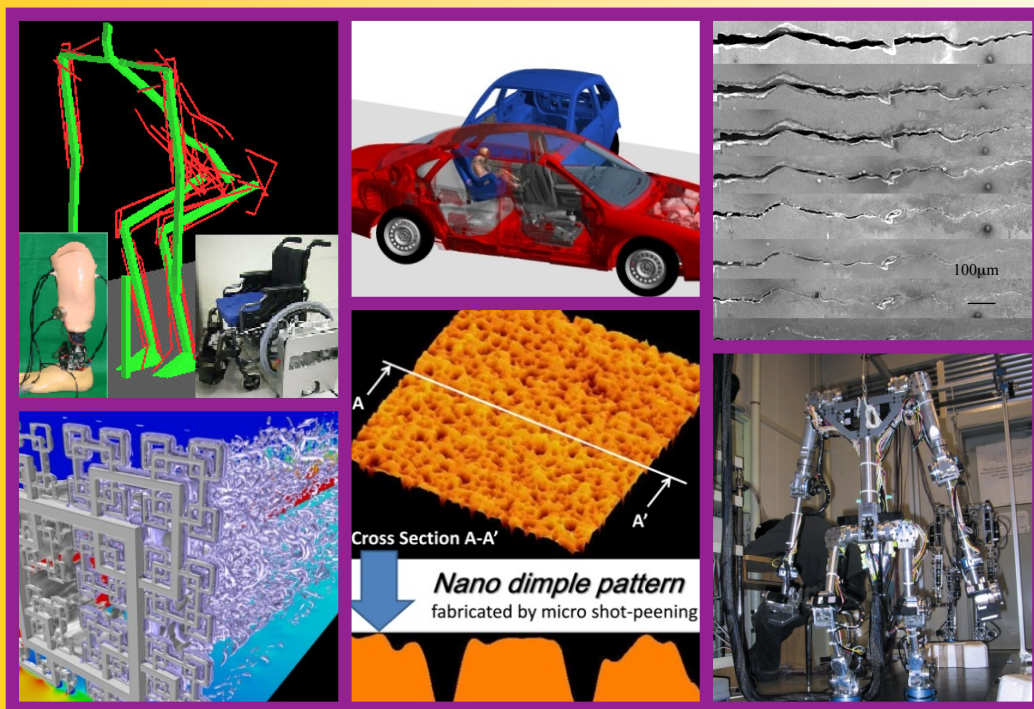 100μm
A
A'
Cross Section A-A'
Nano dimple pattern
fabricated by micro shot-peening